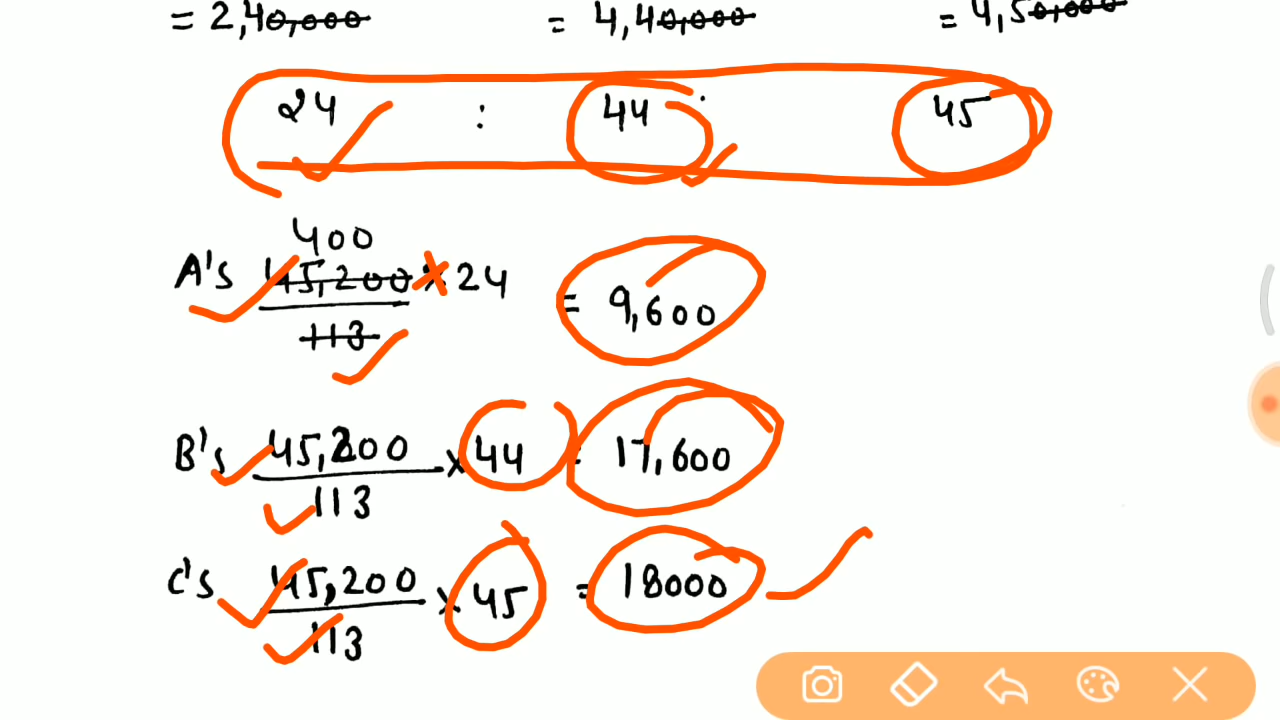 = 2,40,000 = 4,40,000 = 4,50,000
24 : 44 : 45
400
A's 45,200 × 24 = 9,600
113
B's 45,200 × 44 = 17,600
113
C's 45,200 × 45 = 18000
113